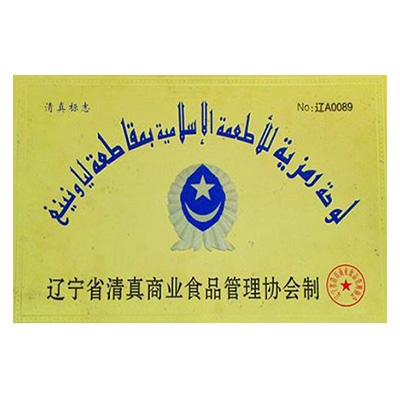 清真标志
No:辽A0089
لوحة رمزية للأطعمة الإسلامية بمقاطعة لياونينغ
辽宁省清真商业食品管理协会制